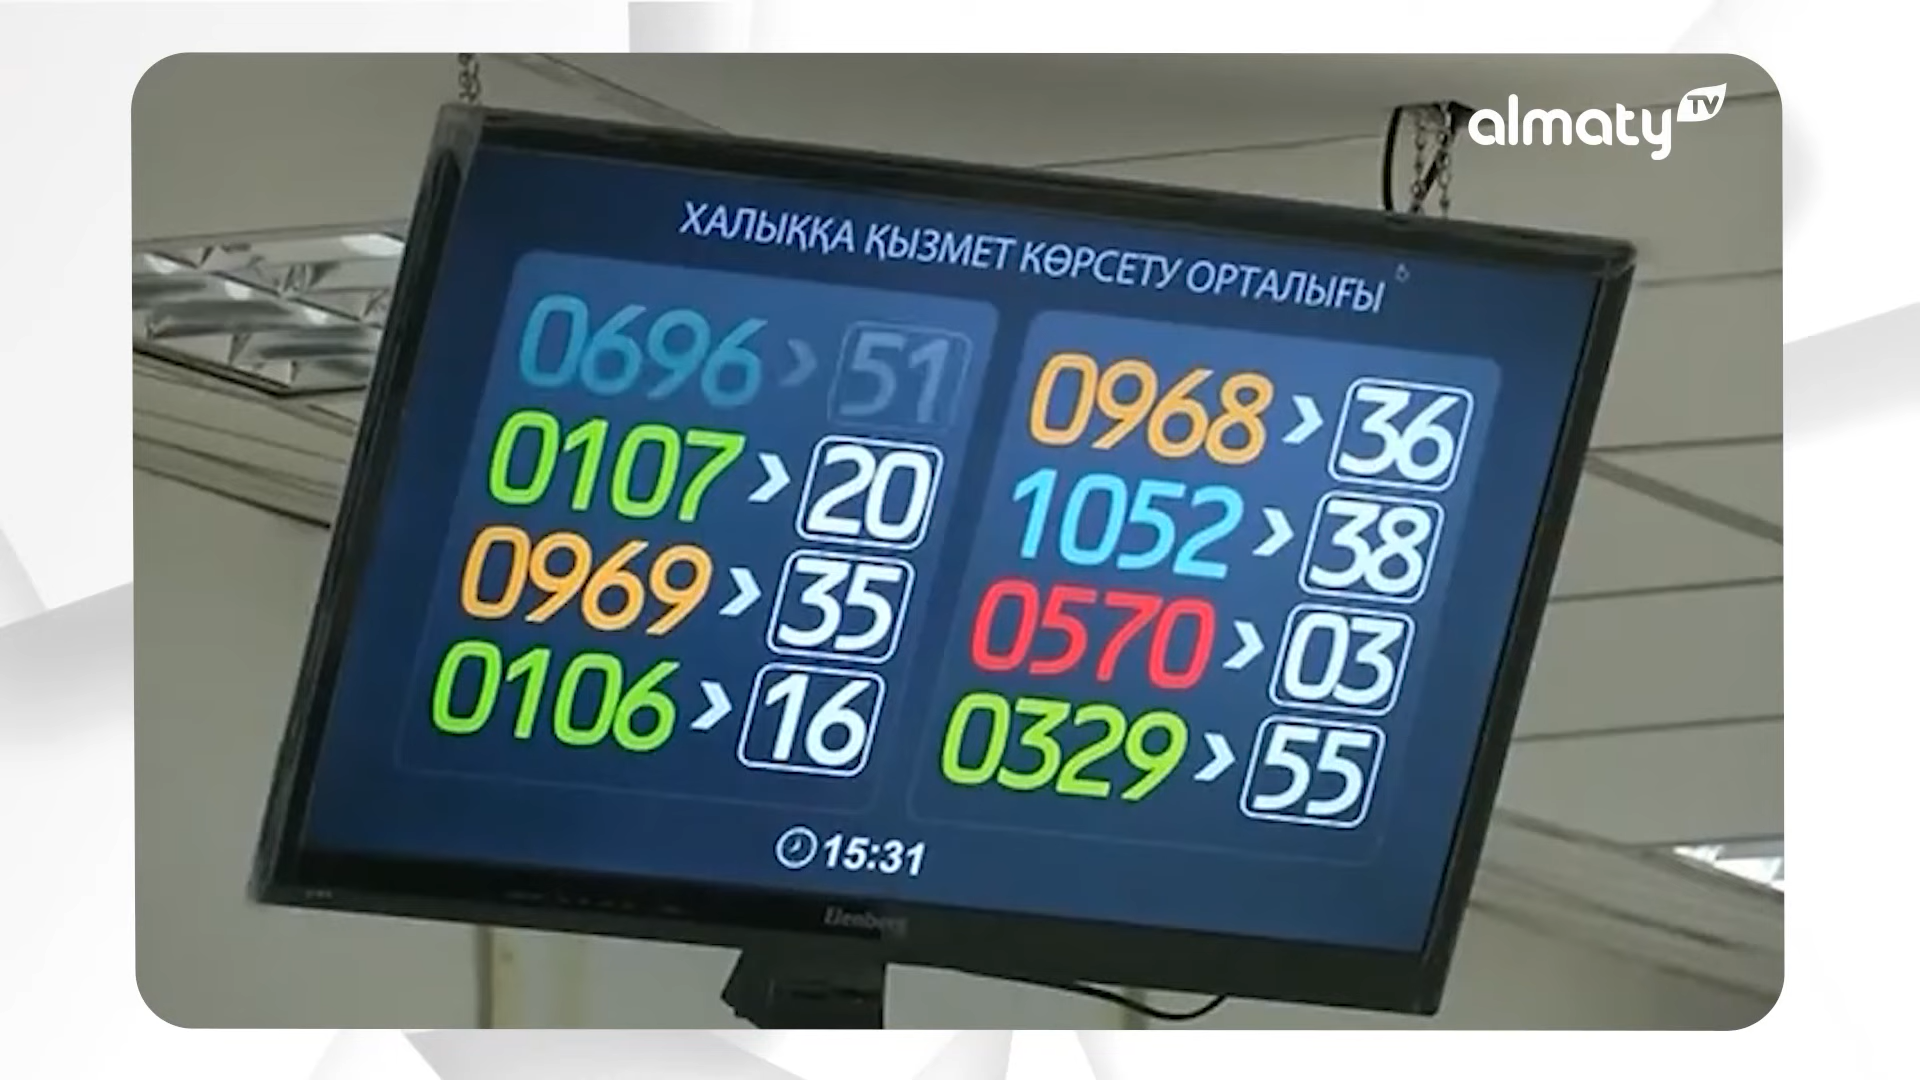 almaty TV
ХАЛЫҚҚА ҚЫЗМЕТ КӨРСЕТУ ОРТАЛЫҒЫ
0696 › 51
0107 › 20
0969 › 35
0106 › 16
0968 › 36
1052 › 38
0570 › 03
0329 › 55
15:31
Elenberg